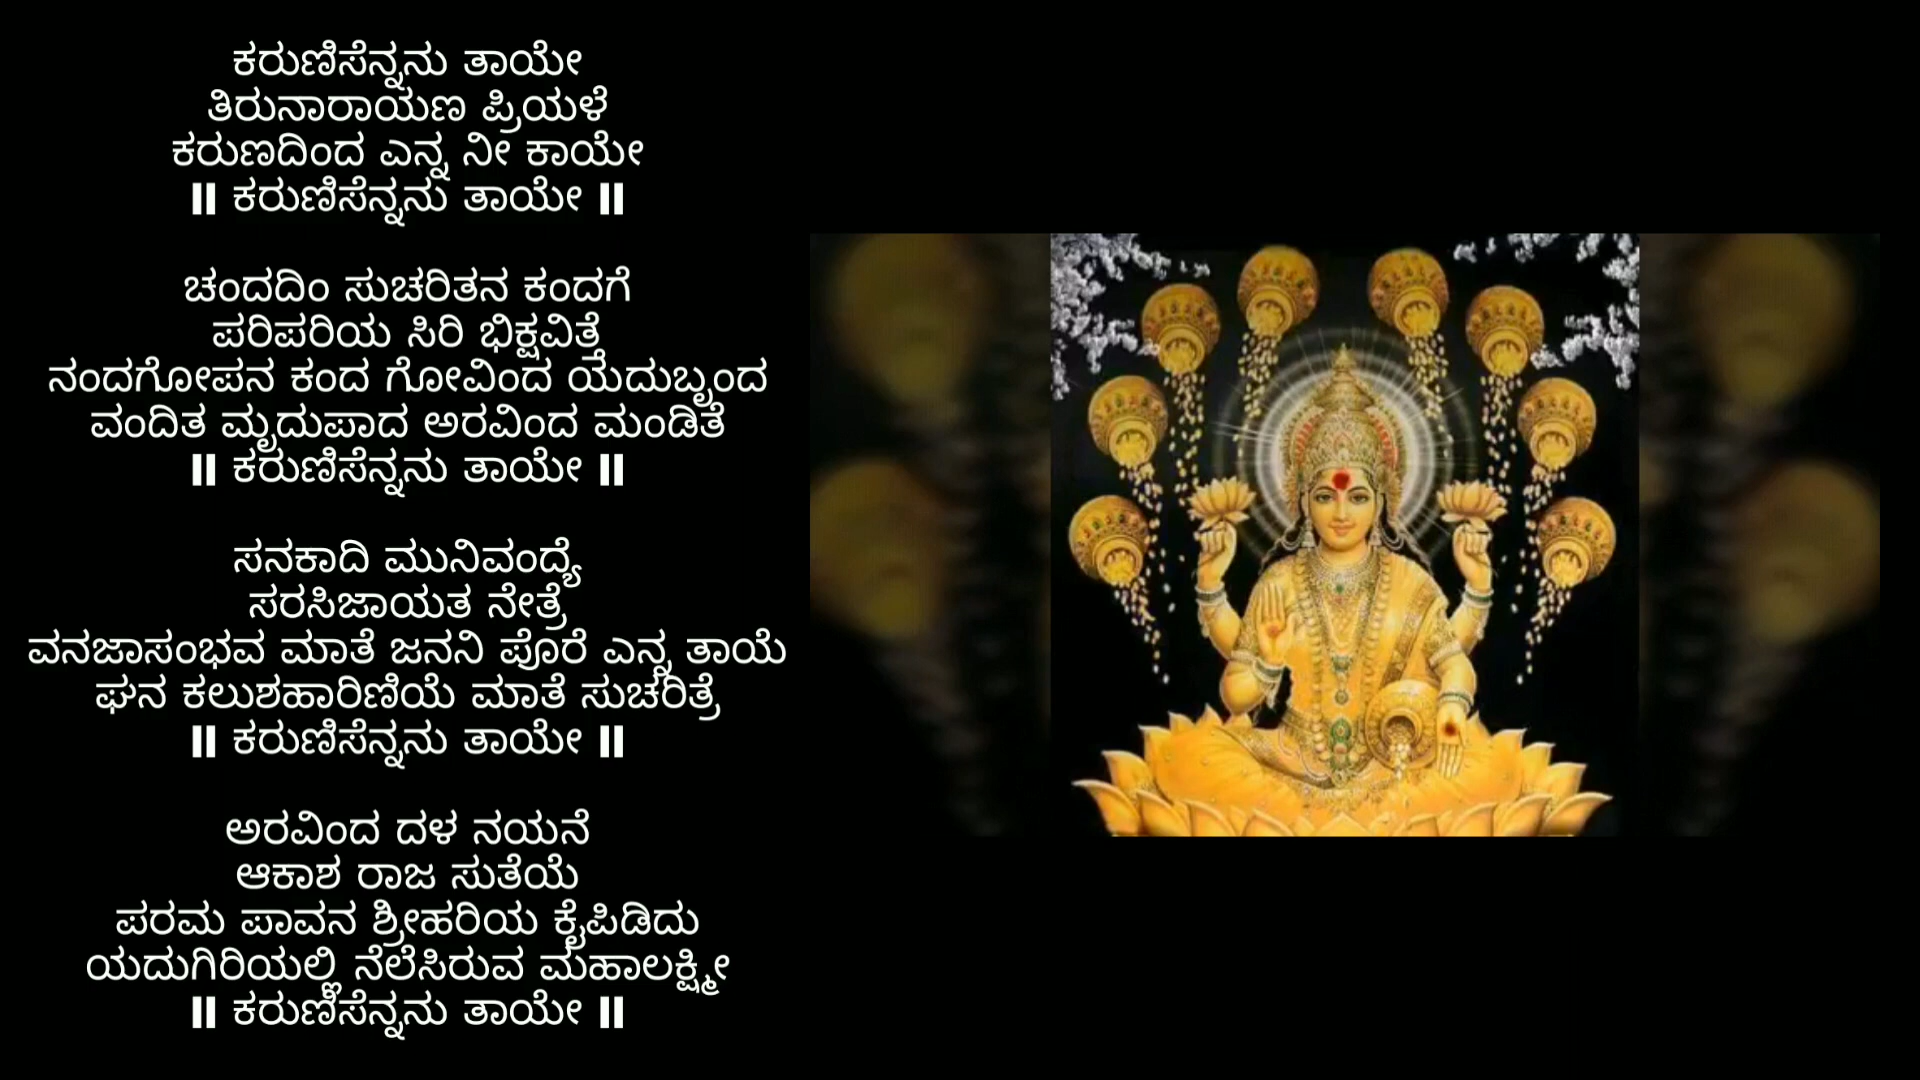 ಕರುಣಿಸೆನ್ನನು ತಾಯೇ
ತಿರುನಾರಾಯಣ ಪ್ರಿಯಳೆ
ಕರುಣದಿಂದ ಎನ್ನ ನೀ ಕಾಯೇ
॥ ಕರುಣಿಸೆನ್ನನು ತಾಯೇ ॥
ಚಂದದಿಂ ಸುಚರಿತನ ಕಂದಗೆ
ಪರಿಪರಿಯ ಸಿರಿ ಭಿಕ್ಷವಿತ್ತೆ
ನಂದಗೋಪನ ಕಂದ ಗೋವಿಂದ ಯದುಬೃಂದ
ವಂದಿತ ಮೃದುಪಾದ ಅರವಿಂದ ಮಂಡಿತೆ
॥ ಕರುಣಿಸೆನ್ನನು ತಾಯೇ ॥
ಸನಕಾದಿ ಮುನಿವಂದ್ಯೆ
ಸರಸಿಜಾಯತ ನೇತ್ರೆ
ವನಜಾಸಂಭವ ಮಾತೆ ಜನನಿ ಪೊರೆ ಎನ್ನ ತಾಯೆ
ಘನ ಕಲುಶಹಾರಿಣಿಯೆ ಮಾತೆ ಸುಚರಿತ್ರೆ
॥ ಕರುಣಿಸೆನ್ನನು ತಾಯೇ ॥
ಅರವಿಂದ ದಳ ನಯನೆ
ಆಕಾಶ ರಾಜ ಸುತೆಯೆ
ಪರಮ ಪಾವನ ಶ್ರೀಹರಿಯ ಕೈಪಿಡಿದು
ಯದುಗಿರಿಯಲ್ಲಿ ನೆಲೆಸಿರುವ ಮಹಾಲಕ್ಷ್ಮೀ
॥ ಕರುಣಿಸೆನ್ನನು ತಾಯೇ ॥